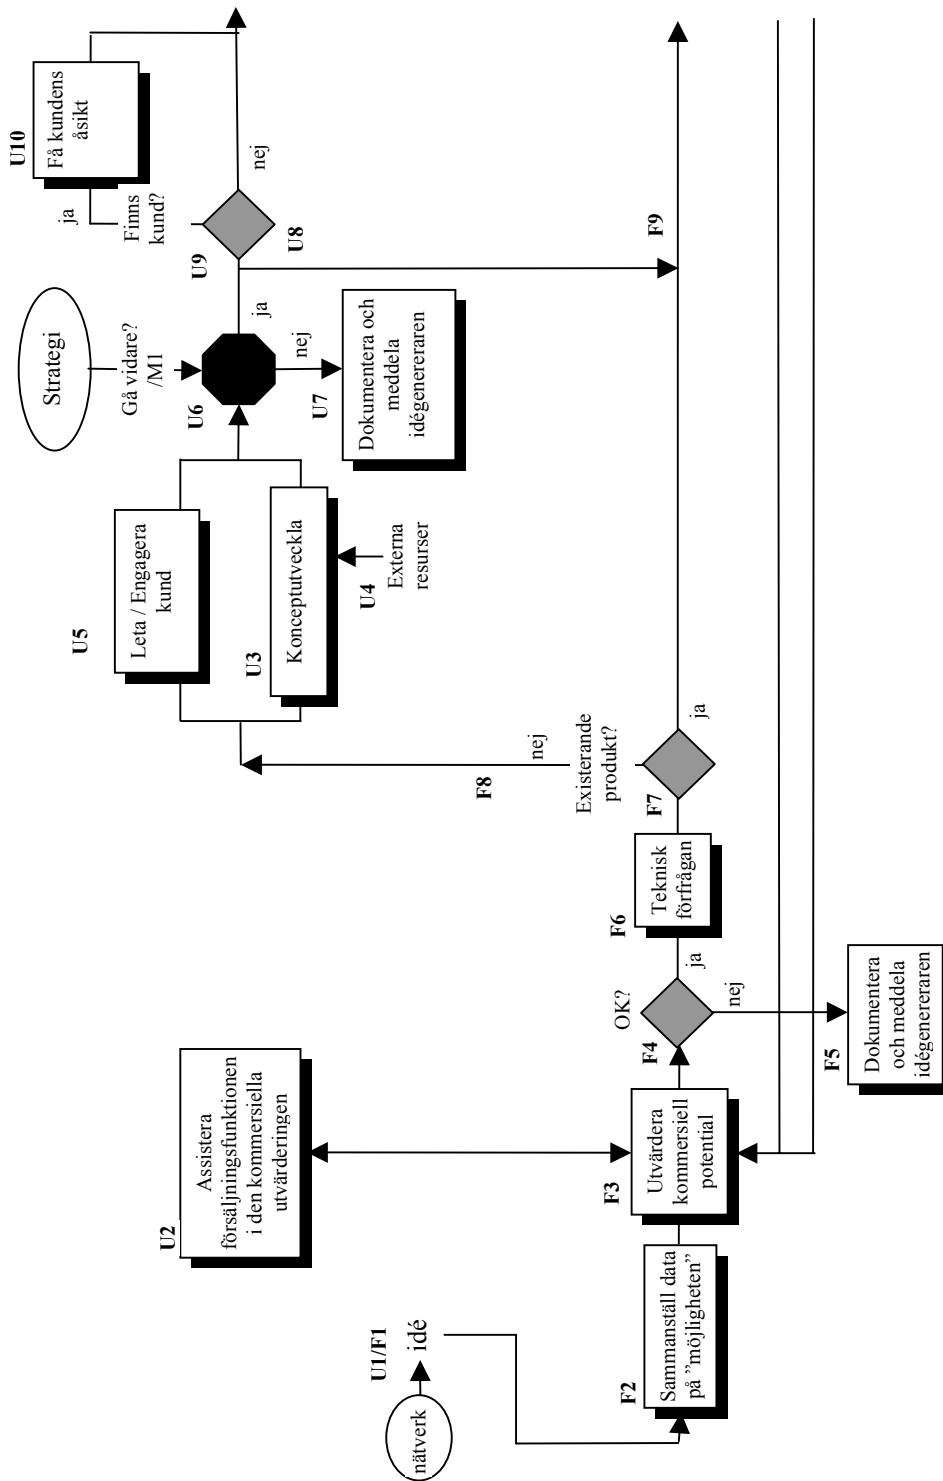 nätverk
U1/F1
idé
F2
Sammanställ data
på ”möjligheten”
U2
Assistera
försäljningsfunktionen
i den kommersiella
utvärderingen
F3
Utvärdera
kommersiell
potential
F4
OK?
ja
nej
F5
Dokumentera
och meddela
idégenereraren
F6
Teknisk
förfrågan
F7
Existerande
produkt?
ja
nej
F8
U5
Leta / Engagera
kund
U3
Konceptutveckla
U4
Externa
resurser
Strategi
Gå vidare?
/M1
U6
ja
nej
U7
Dokumentera och
meddela
idégenereraren
U9
U8
Finns
kund?
ja
nej
U10
Få kundens
åsikt
F9